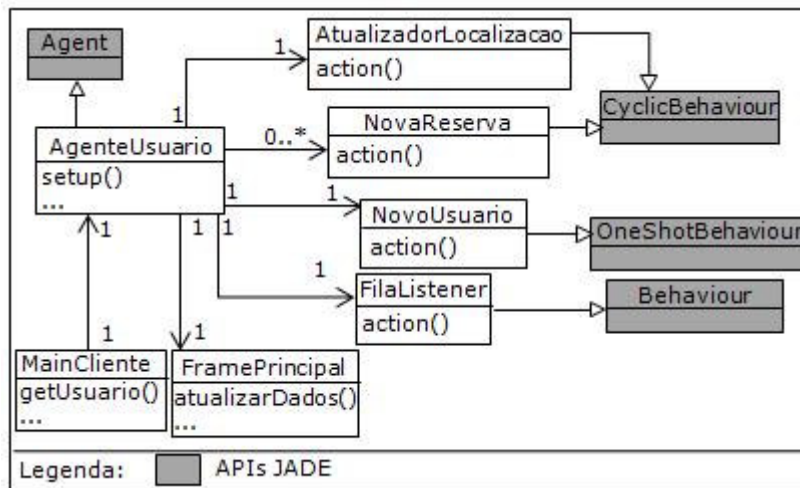 Agent
AtualizadorLocalizacao
action()
1
1
CyclicBehaviour
AgenteUsuario
setup()
...
0..*
NovaReserva
action()
1
1
NovoUsuario
action()
OneShotBehaviour
1
1
1
1
FilaListener
action()
Behaviour
1
1
MainCliente
getUsuario()
...
FramePrincipal
atualizarDados()
...
Legenda:
APIs JADE